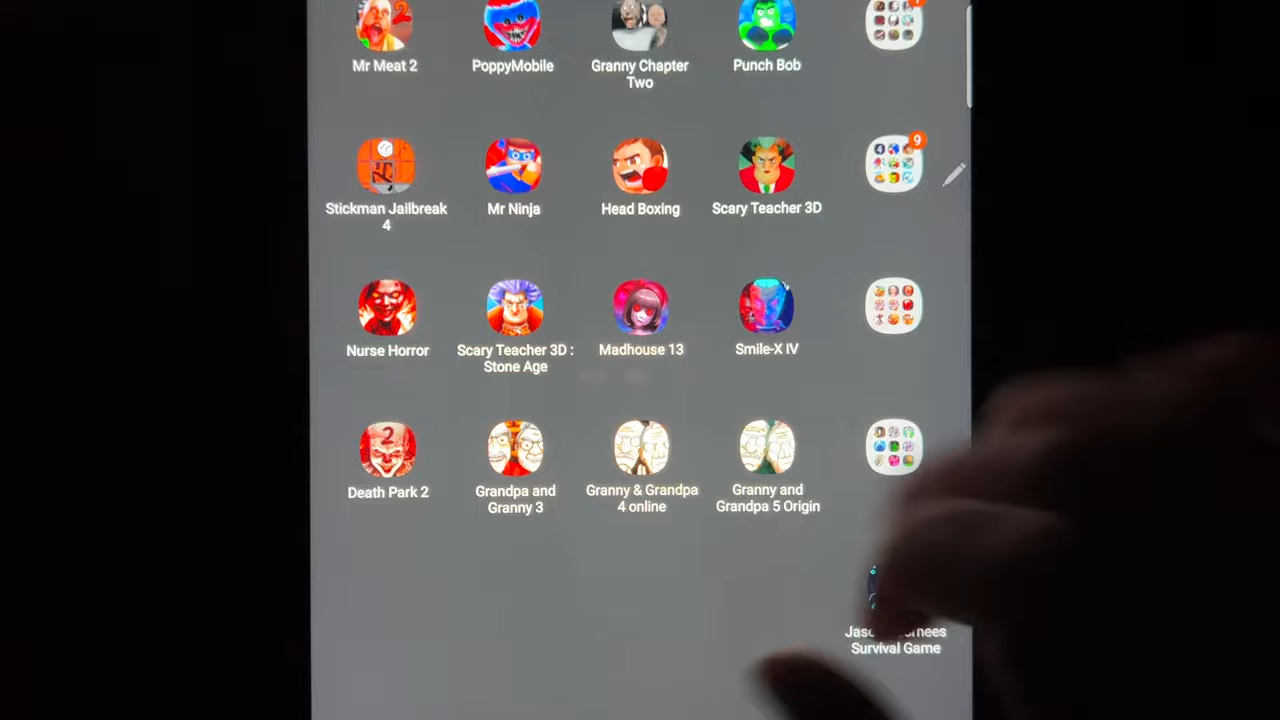 Mr Meat 2
PoppyMobile
Granny Chapter
Two
Punch Bob
9
Stickman Jailbreak
4
Mr Ninja
Head Boxing
Scary Teacher 3D
Nurse Horror
Scary Teacher 3D :
Stone Age
Madhouse 13
Smile-X IV
2
Death Park 2
Grandpa and
Granny 3
Granny & Grandpa
4 online
Granny and
Grandpa 5 Origin
Survival Game